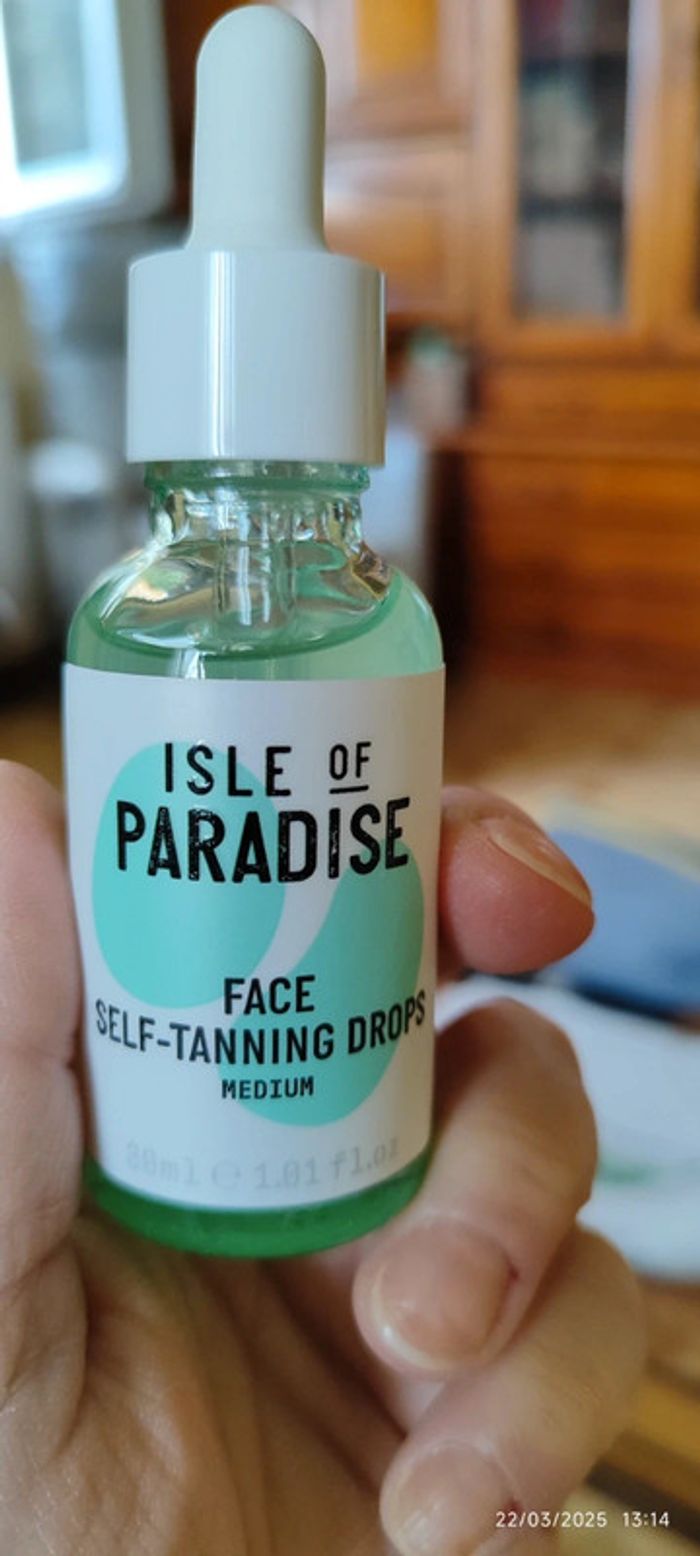 ISLE OF
PARADISE
FACE
SELF-TANNING DROPS
MEDIUM
30ml ℮ 1.01 fl.oz
22/03/2025 13:14